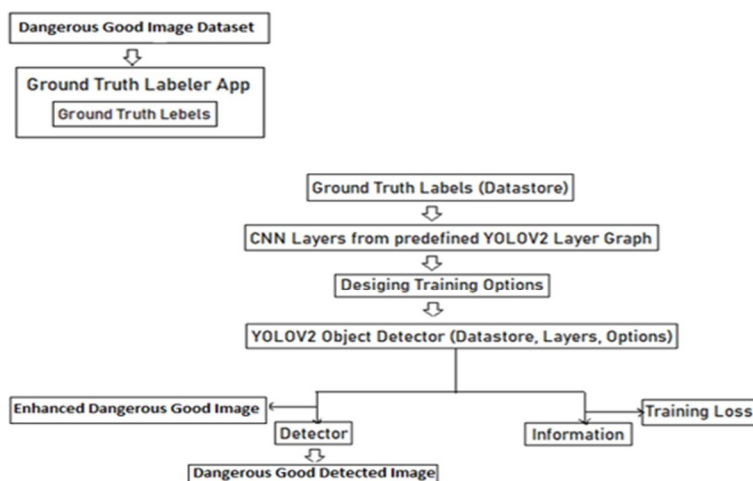 Dangerous Good Image Dataset
Ground Truth Labeler App
Ground Truth Lebels
Ground Truth Labels (Datastore)
CNN Layers from predefined YOLOV2 Layer Graph
Desiging Training Options
YOLOV2 Object Detector (Datastore, Layers, Options)
Enhanced Dangerous Good Image
Training Loss
Detector
Information
Dangerous Good Detected Image